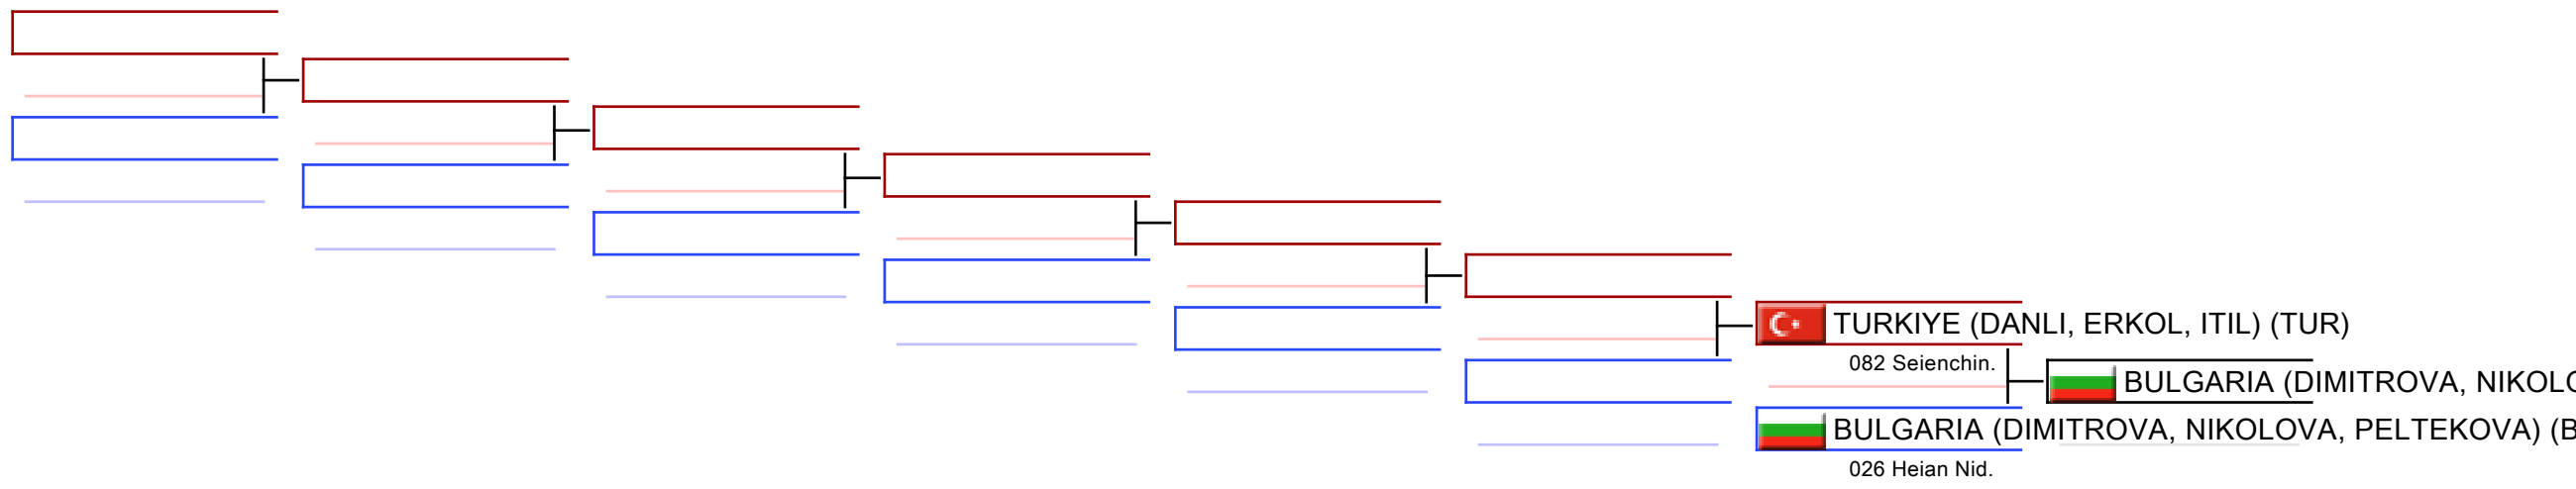 TURKIYE (DANLI, ERKOL, ITIL) (TUR)
082 Seienchin.
BULGARIA (DIMITROVA, NIKOLO
BULGARIA (DIMITROVA, NIKOLOVA, PELTEKOVA) (B
026 Heian Nid.